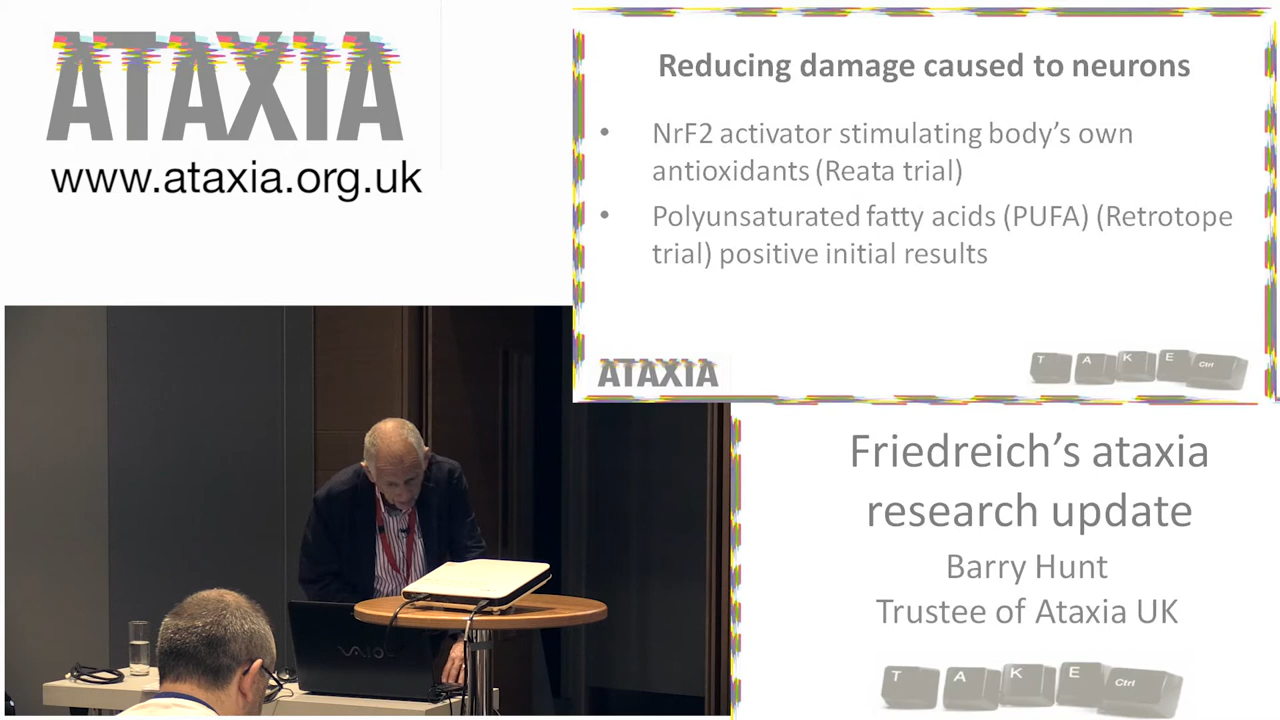 ATAXIA
www.ataxia.org.uk
Reducing damage caused to neurons
• NrF2 activator stimulating body's own
antioxidants (Reata trial)
• Polyunsaturated fatty acids (PUFA) (Retrotope
trial) positive initial results
ATAXIA
T A K E Ctrl
VAIO
Friedreich's ataxia
research update
Barry Hunt
Trustee of Ataxia UK
T A K E Ctrl